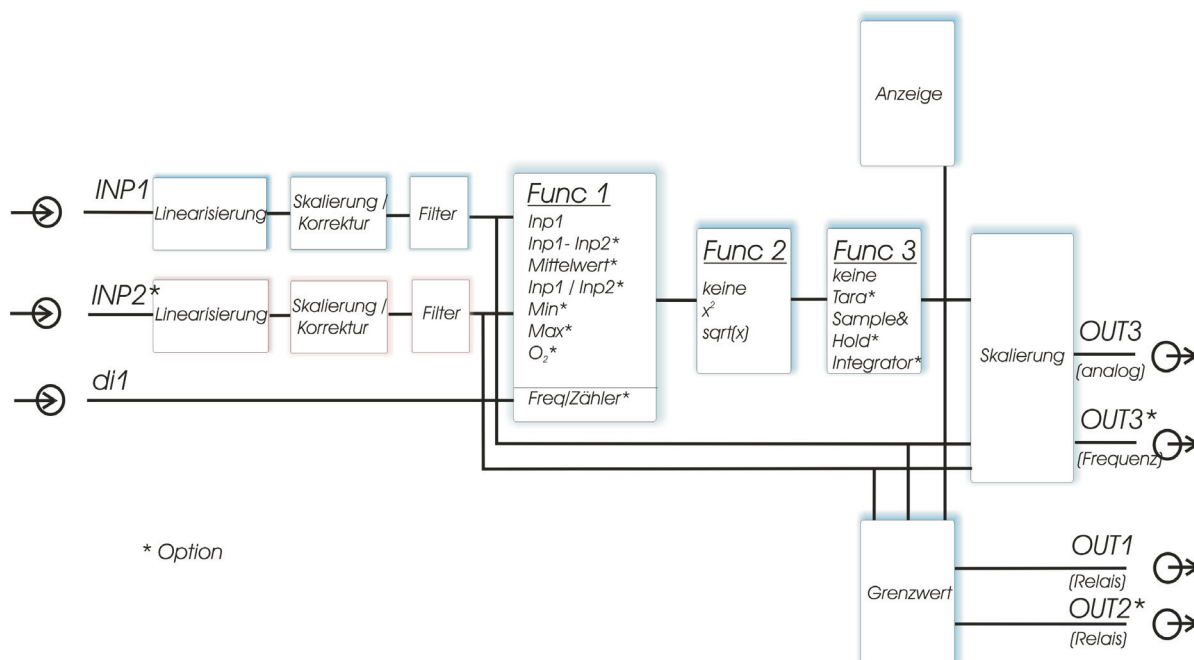 Anzeige
INP1
Linearisierung
Skalierung /
Korrektur
Filter
INP2*
Linearisierung
Skalierung /
Korrektur
Filter
di1
Func 1
Inp1
Inp1- Inp2*
Mittelwert*
Inp1 / Inp2*
Min*
Max*
O₂*
Freq/Zähler*
Func 2
keine
x²
sqrt(x)
Func 3
keine
Tara*
Sample&
Hold*
Integrator*
Skalierung
OUT3
(analog)
OUT3*
(Frequenz)
* Option
Grenzwert
OUT1
(Relais)
OUT2*
(Relais)